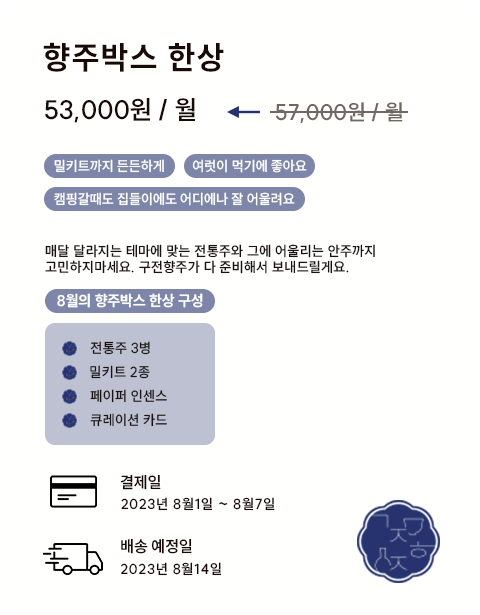 향주박스 한상
53,000원 / 월
57,000원 / 월
밀키트까지 든든하게
여럿이 먹기에 좋아요
캠핑갈때도 집들이에도 어디에나 잘 어울려요
매달 달라지는 테마에 맞는 전통주와 그에 어울리는 안주까지
고민하지마세요. 구전향주가 다 준비해서 보내드릴게요.
8월의 향주박스 한상 구성
전통주 3병
밀키트 2종
페이퍼 인센스
큐레이션 카드
결제일
2023년 8월1일 ~ 8월7일
배송 예정일
2023년 8월14일